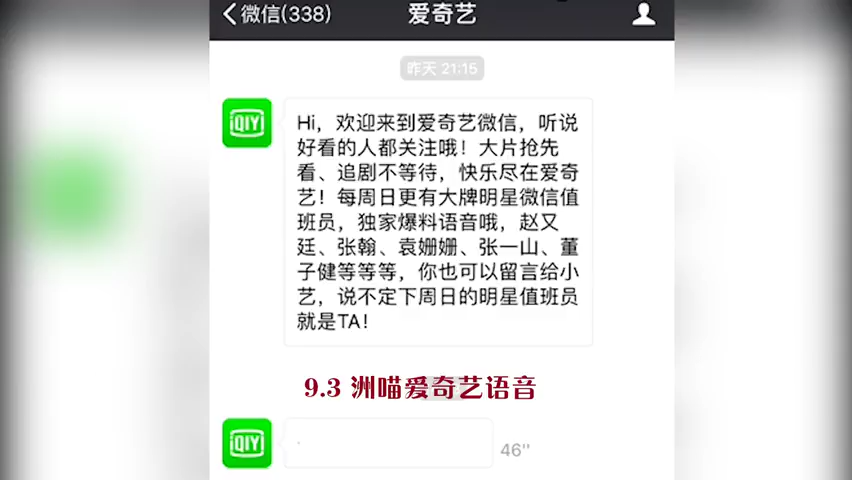 微信(338)
爱奇艺
昨天 21:15
QIY
Hi，欢迎来到爱奇艺微信，听说
好看的人都关注哦！大片抢先
看、追剧不等待，快乐尽在爱奇
艺！每周日更有大牌明星微信值
班员，独家爆料语音哦，赵又
廷、张翰、袁姗姗、张一山、董
子健等等等，你也可以留言给小
艺，说不定下周日的明星值班员
就是TA！
9.3 洲喵爱奇艺语音
QIY
46''